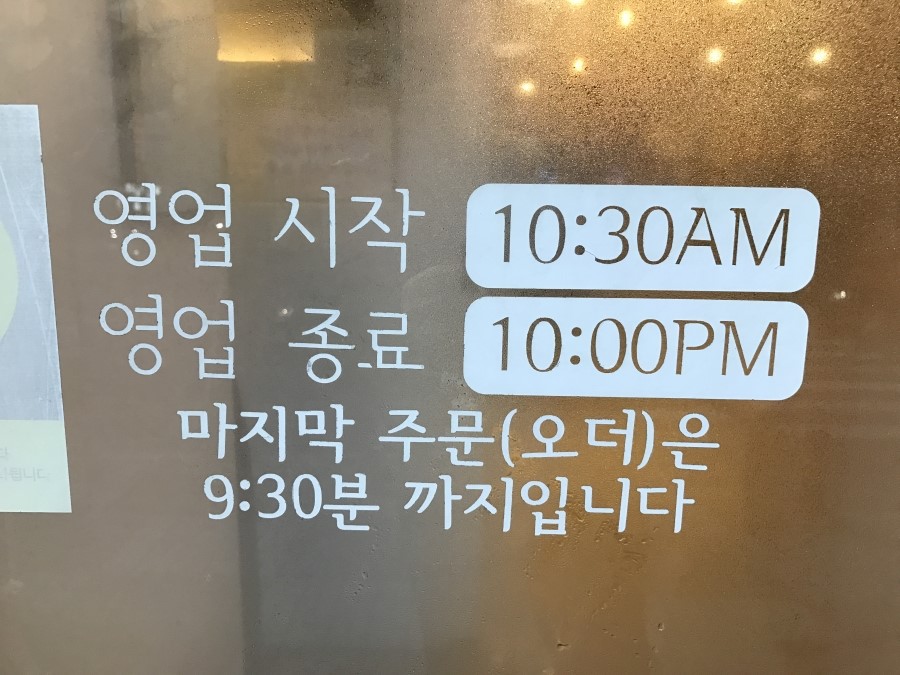 영업 시작 10:30AM
영업 종료 10:00PM
마지막 주문(오더)은
9:30분 까지입니다